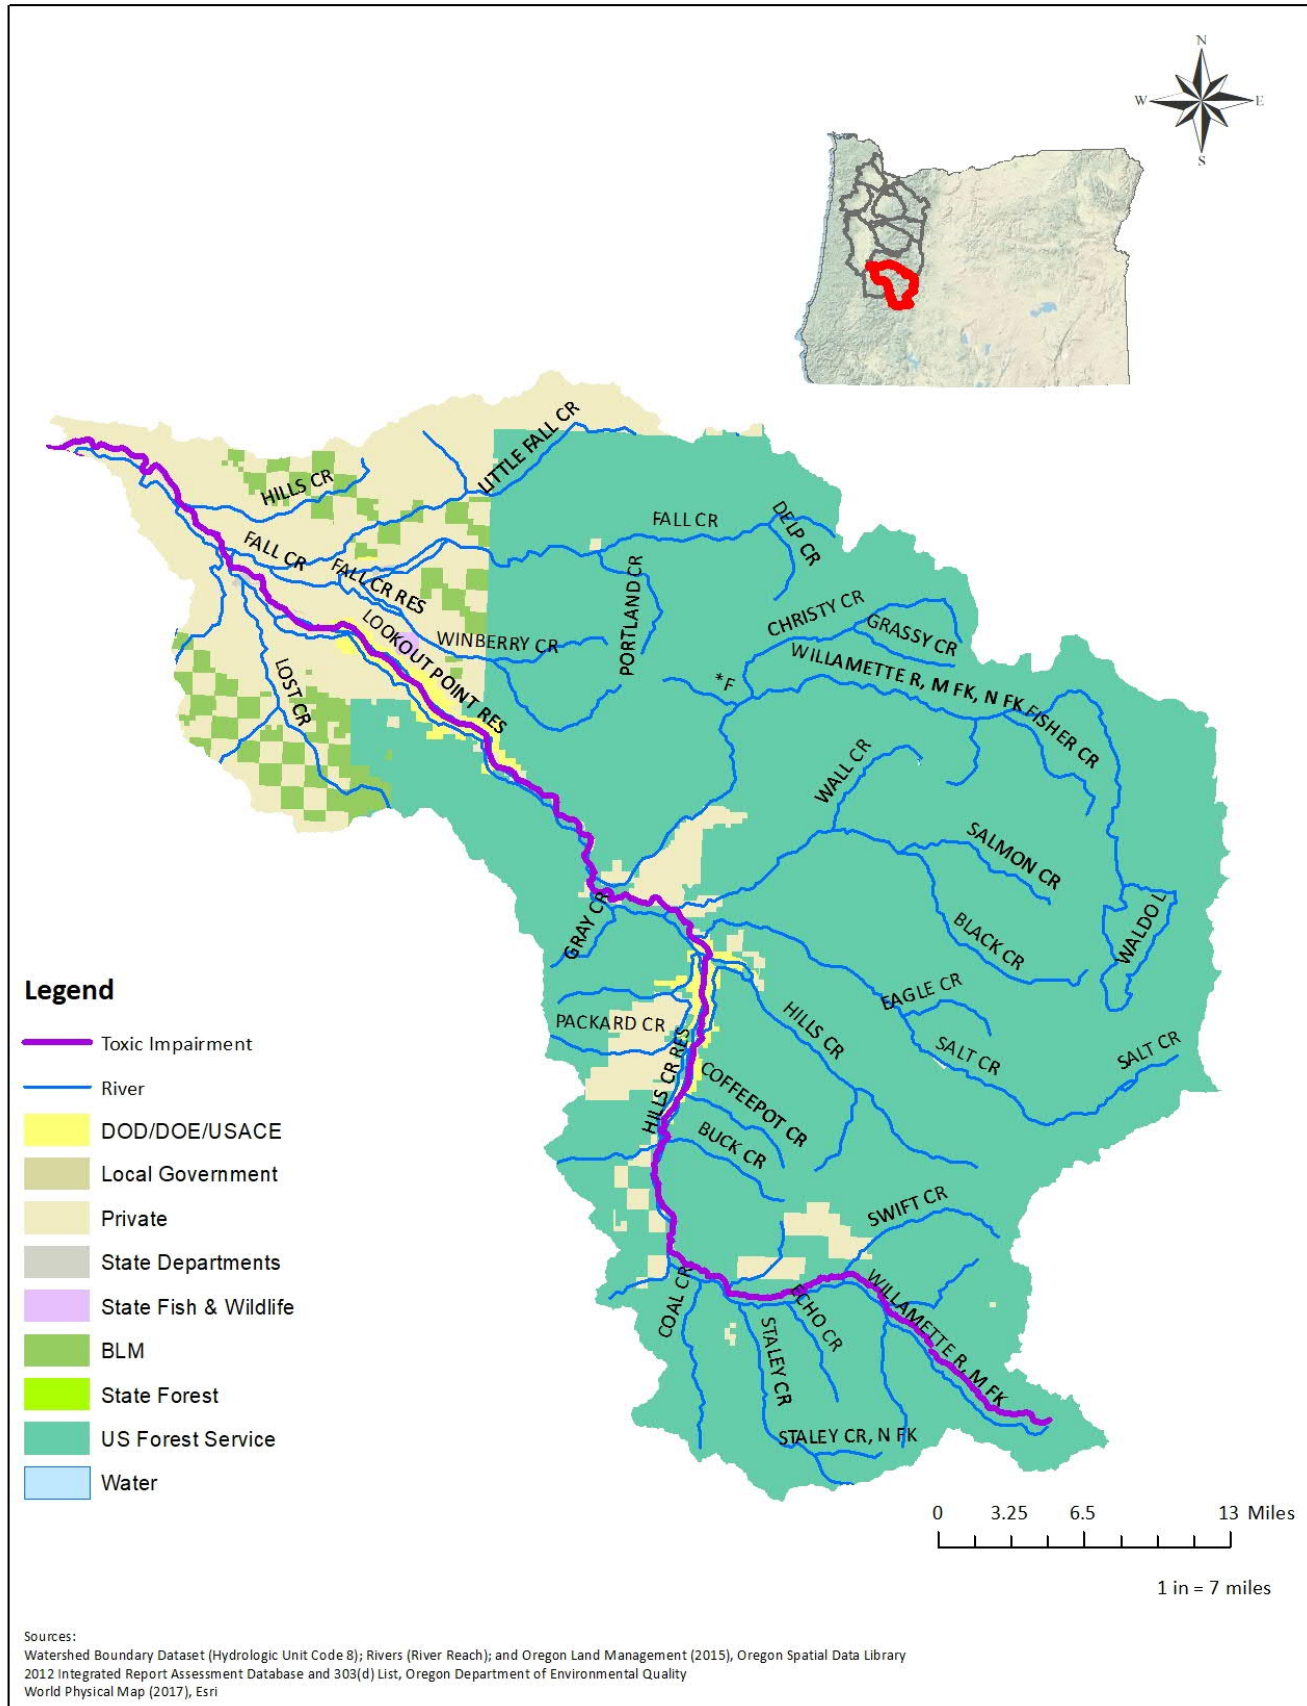 N
W
E
S
LITTLE FALL CR
HILLS CR
FALL CR
DELP CR
FALL CR
FALL CR RES
PORTLAND CR
CHRISTY CR
GRASSY CR
LOOKOUT POINT RES
WINBERRY CR
WILLAMETTE R, M FK, N FK
*F
LOST CR
FISHER CR
WALL CR
SALMON CR
GRAY CR
BLACK CR
WALDO L
Legend
Toxic Impairment
River
DOD/DOE/USACE
Local Government
Private
State Departments
State Fish & Wildlife
BLM
State Forest
US Forest Service
Water
EAGLE CR
PACKARD CR
HILLS CR
HILLS CR RES
SALT CR
SALT CR
COFFEEPOT CR
BUCK CR
SWIFT CR
COAL CR
ECHO CR
WILLAMETTE R, M FK
STALEY CR
STALEY CR, N FK
0 3.25 6.5 13 Miles
1 in = 7 miles
Sources:
Watershed Boundary Dataset (Hydrologic Unit Code 8); Rivers (River Reach); and Oregon Land Management (2015), Oregon Spatial Data Library
2012 Integrated Report Assessment Database and 303(d) List, Oregon Department of Environmental Quality
World Physical Map (2017), Esri